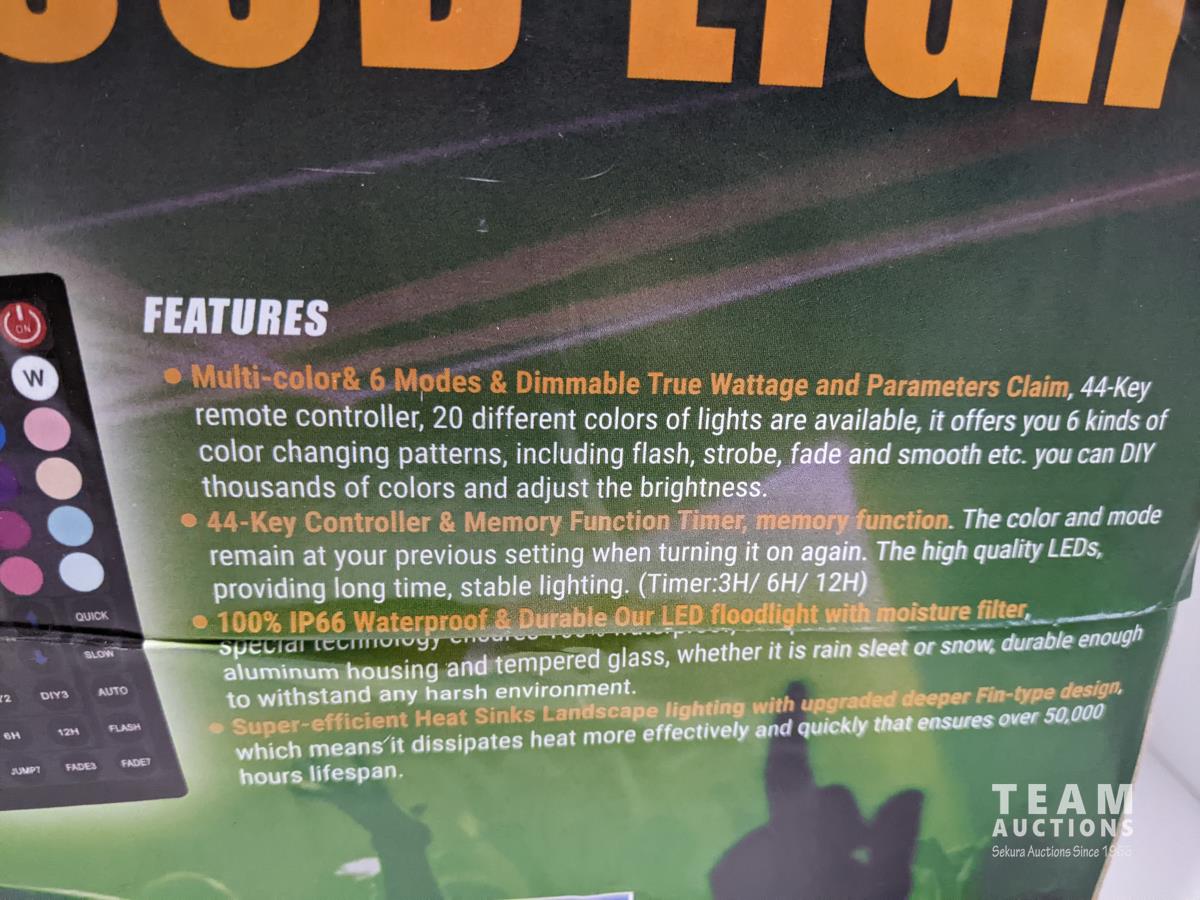 FEATURES
• Multi-color& 6 Modes & Dimmable True Wattage and Parameters Claim, 44-Key
remote controller, 20 different colors of lights are available, it offers you 6 kinds of
color changing patterns, including flash, strobe, fade and smooth etc. you can DIY
thousands of colors and adjust the brightness.
• 44-Key Controller & Memory Function Timer, memory function. The color and mode
remain at your previous setting when turning it on again. The high quality LEDs,
providing long time, stable lighting. (Timer:3H/ 6H/ 12H)
• 100% IP66 Waterproof & Durable Our LED floodlight with moisture filter,
special technology ensures
aluminum housing and tempered glass, whether it is rain sleet or snow, durable enough
to withstand any harsh environment.
• Super-efficient Heat Sinks Landscape lighting with upgraded deeper Fin-type design,
which means it dissipates heat more effectively and quickly that ensures over 50,000
hours lifespan.
ON
W
QUICK
SLOW
DIY3 AUTO
6H 12H FLASH
JUMP7 FADE3 FADE7
TEAM
AUCTIONS
Sekura Auctions Since